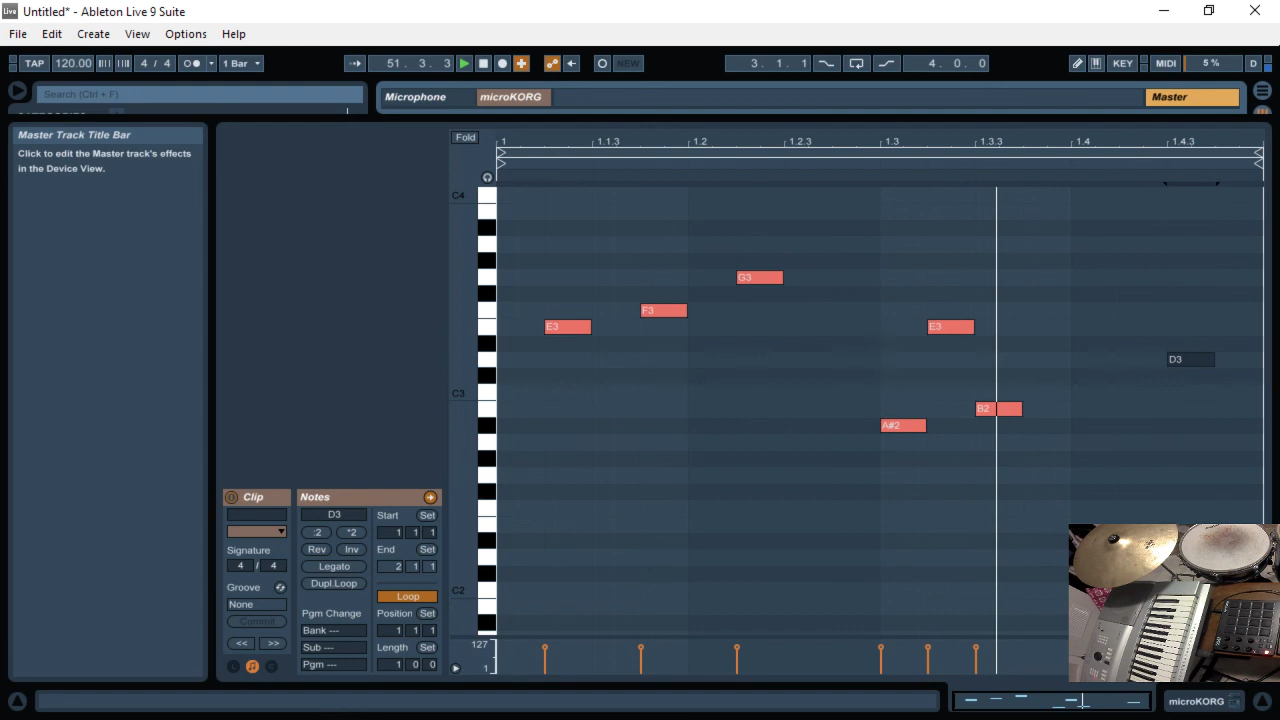 Live Untitled* - Ableton Live 9 Suite
File Edit Create View Options Help
TAP 120.00 4 / 4 1 Bar 51. 3. 3 NEW 3. 1. 1 4. 0. 0 KEY MIDI 5 % D
Search (Ctrl + F)
Microphone microKORG Master
Master Track Title Bar
Click to edit the Master track's effects
in the Device View.
Fold
1 1.1.3 1.2 1.2.3 1.3 1.3.3 1.4 1.4.3
C4
G3
F3
E3 E3
D3
C3
B2
A#2
C2
Clip Notes
D3 Start Set
:2 *2 1 1 1
Signature Rev Inv End Set
4 / 4 Legato 2 1 1
Groove Dupl.Loop
None Loop
Commit Pgm Change Position Set
Bank --- 1 1 1
<< >> Sub --- Length Set
Pgm --- 1 0 0
127
1
microKORG